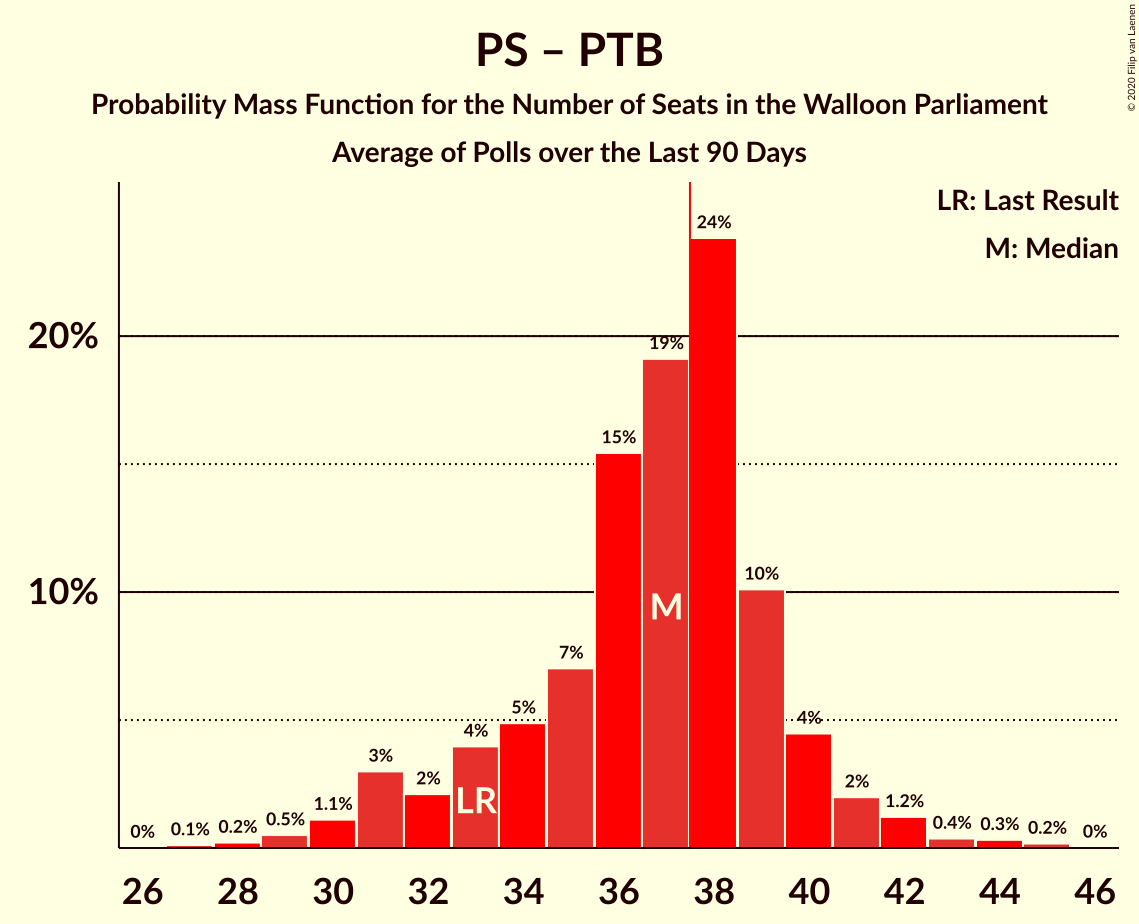 PS – PTB
Probability Mass Function for the Number of Seats in the Walloon Parliament
Average of Polls over the Last 90 Days
© 2020 Filip van Laenen
LR: Last Result
M: Median
20%
10%
0%
0.1%
0.2%
0.5%
1.1%
3%
2%
4%
5%
7%
15%
19%
24%
10%
4%
2%
1.2%
0.4%
0.3%
0.2%
0%
LR
M
26 28 30 32 34 36 38 40 42 44 46